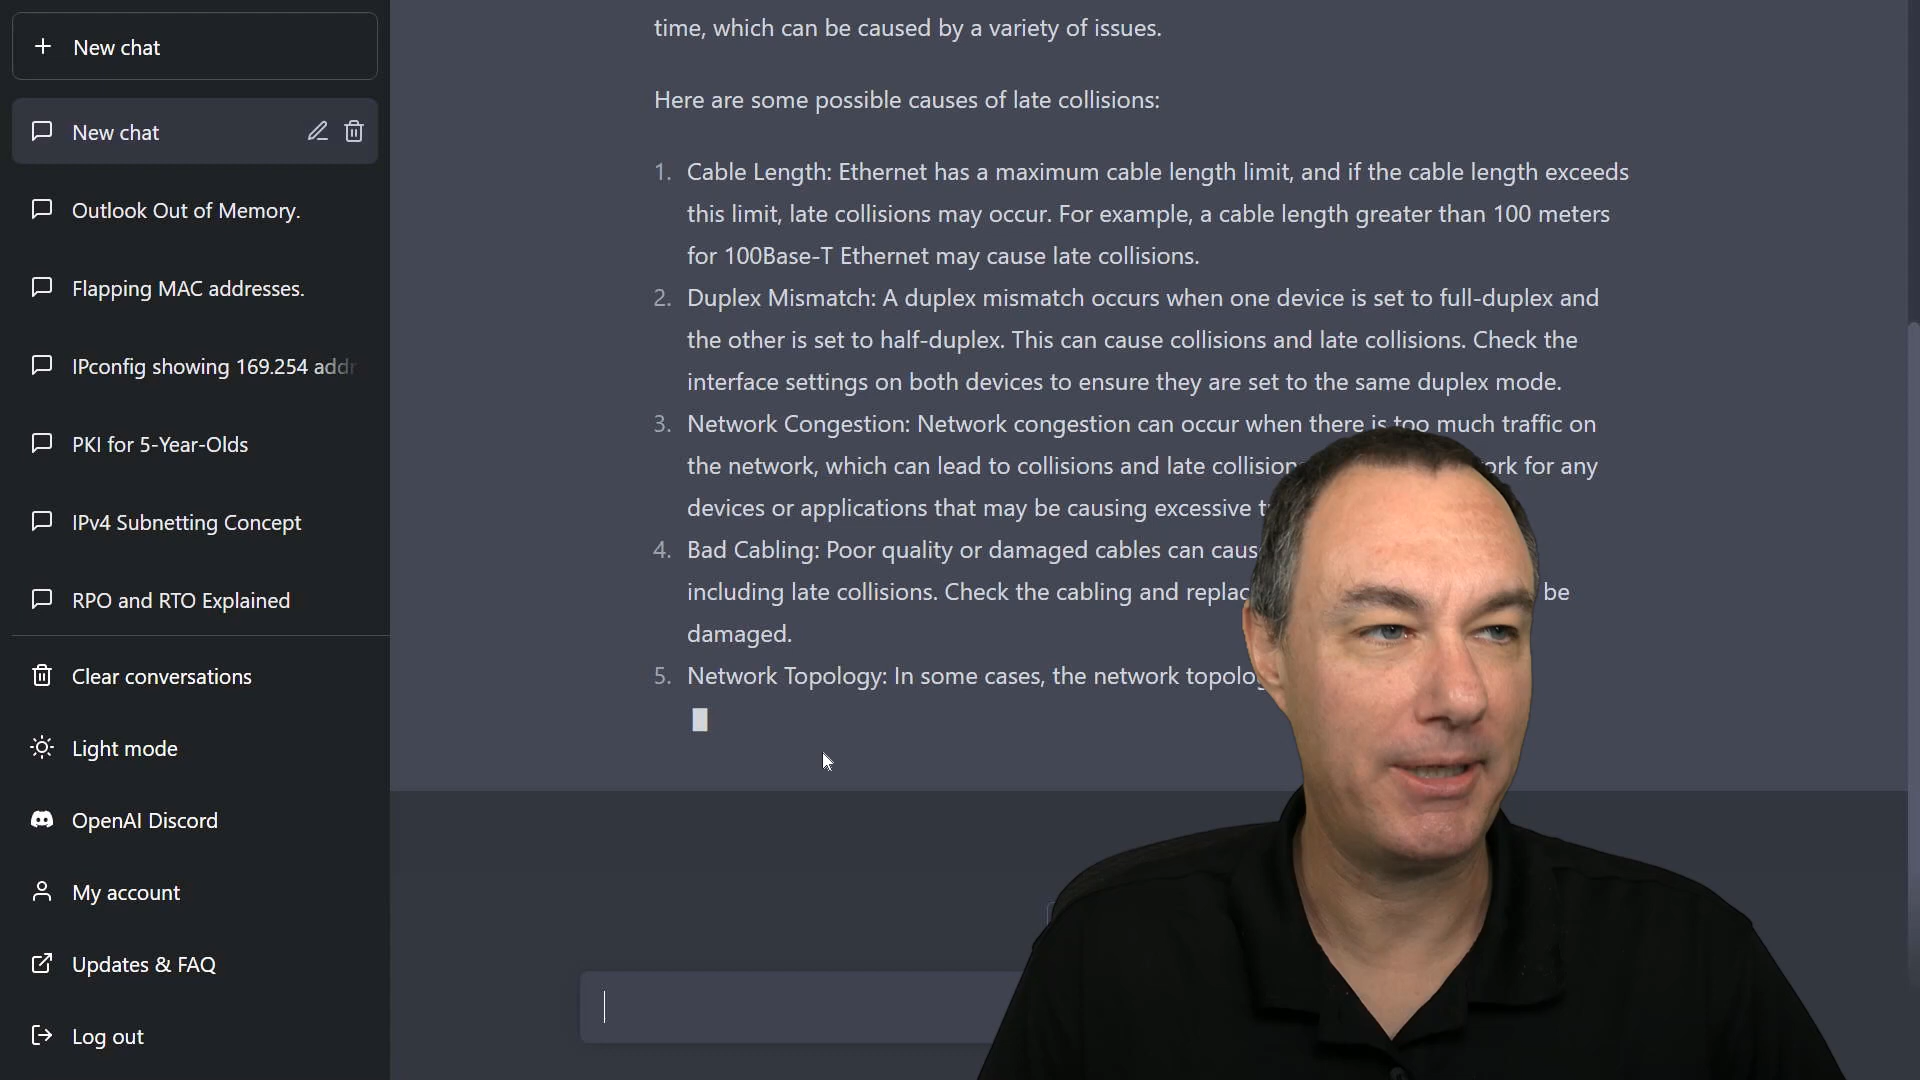 New chat
New chat
Outlook Out of Memory.
Flapping MAC addresses.
IPconfig showing 169.254 addr
PKI for 5-Year-Olds
IPv4 Subnetting Concept
RPO and RTO Explained
Clear conversations
Light mode
OpenAI Discord
My account
Updates & FAQ
Log out
time, which can be caused by a variety of issues.
Here are some possible causes of late collisions:
1. Cable Length: Ethernet has a maximum cable length limit, and if the cable length exceeds
this limit, late collisions may occur. For example, a cable length greater than 100 meters
for 100Base-T Ethernet may cause late collisions.
2. Duplex Mismatch: A duplex mismatch occurs when one device is set to full-duplex and
the other is set to half-duplex. This can cause collisions and late collisions. Check the
interface settings on both devices to ensure they are set to the same duplex mode.
3. Network Congestion: Network congestion can occur when there is too much traffic on
the network, which can lead to collisions and late for any
devices or applications that may be causing excessive
4. Bad Cabling: Poor quality or damaged cables can
including late collisions. Check the cabling and be
damaged.
5. Network Topology: In some cases, the network